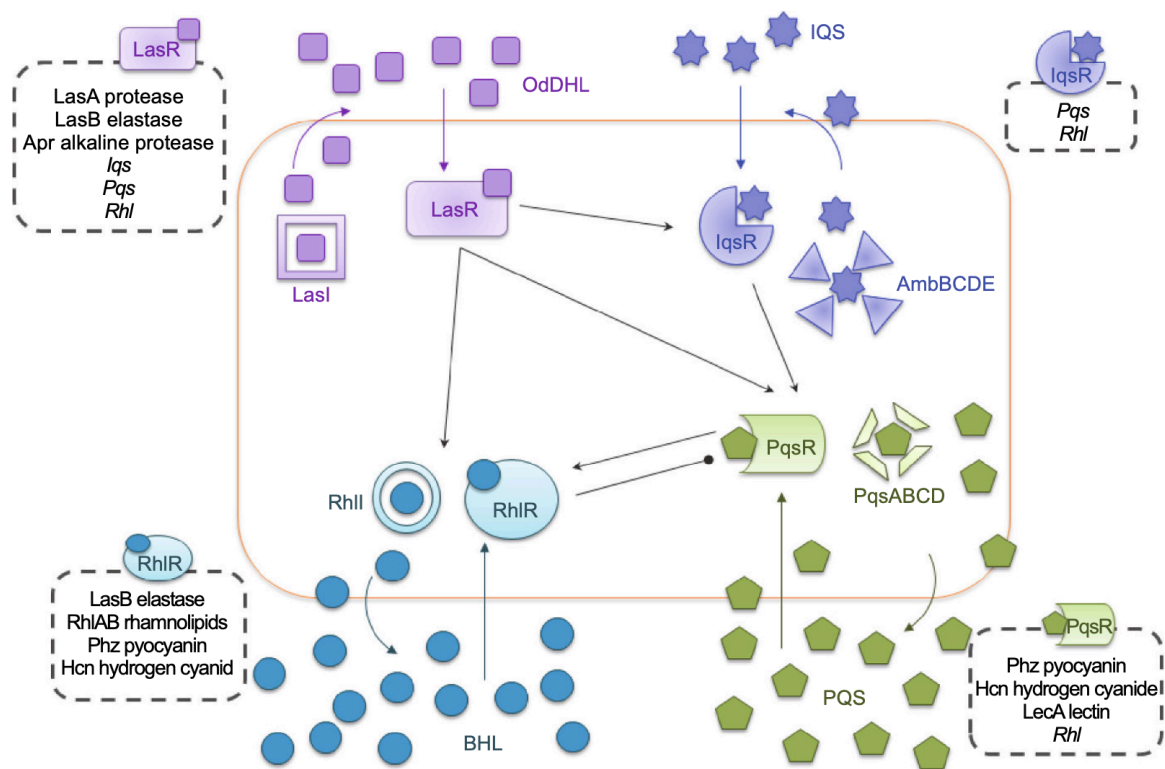 LasR
LasA protease
LasB elastase
Apr alkaline protease
Iqs
Pqs
Rhl
OdDHL
IQS
IqsR
Pqs
Rhl
LasR
IqsR
LasI
AmbBCDE
PqsR
PqsABCD
RhlI
RhlR
RhlR
LasB elastase
RhlAB rhamnolipids
Phz pyocyanin
Hcn hydrogen cyanid
BHL
PQS
PqsR
Phz pyocyanin
Hcn hydrogen cyanide
LecA lectin
Rhl